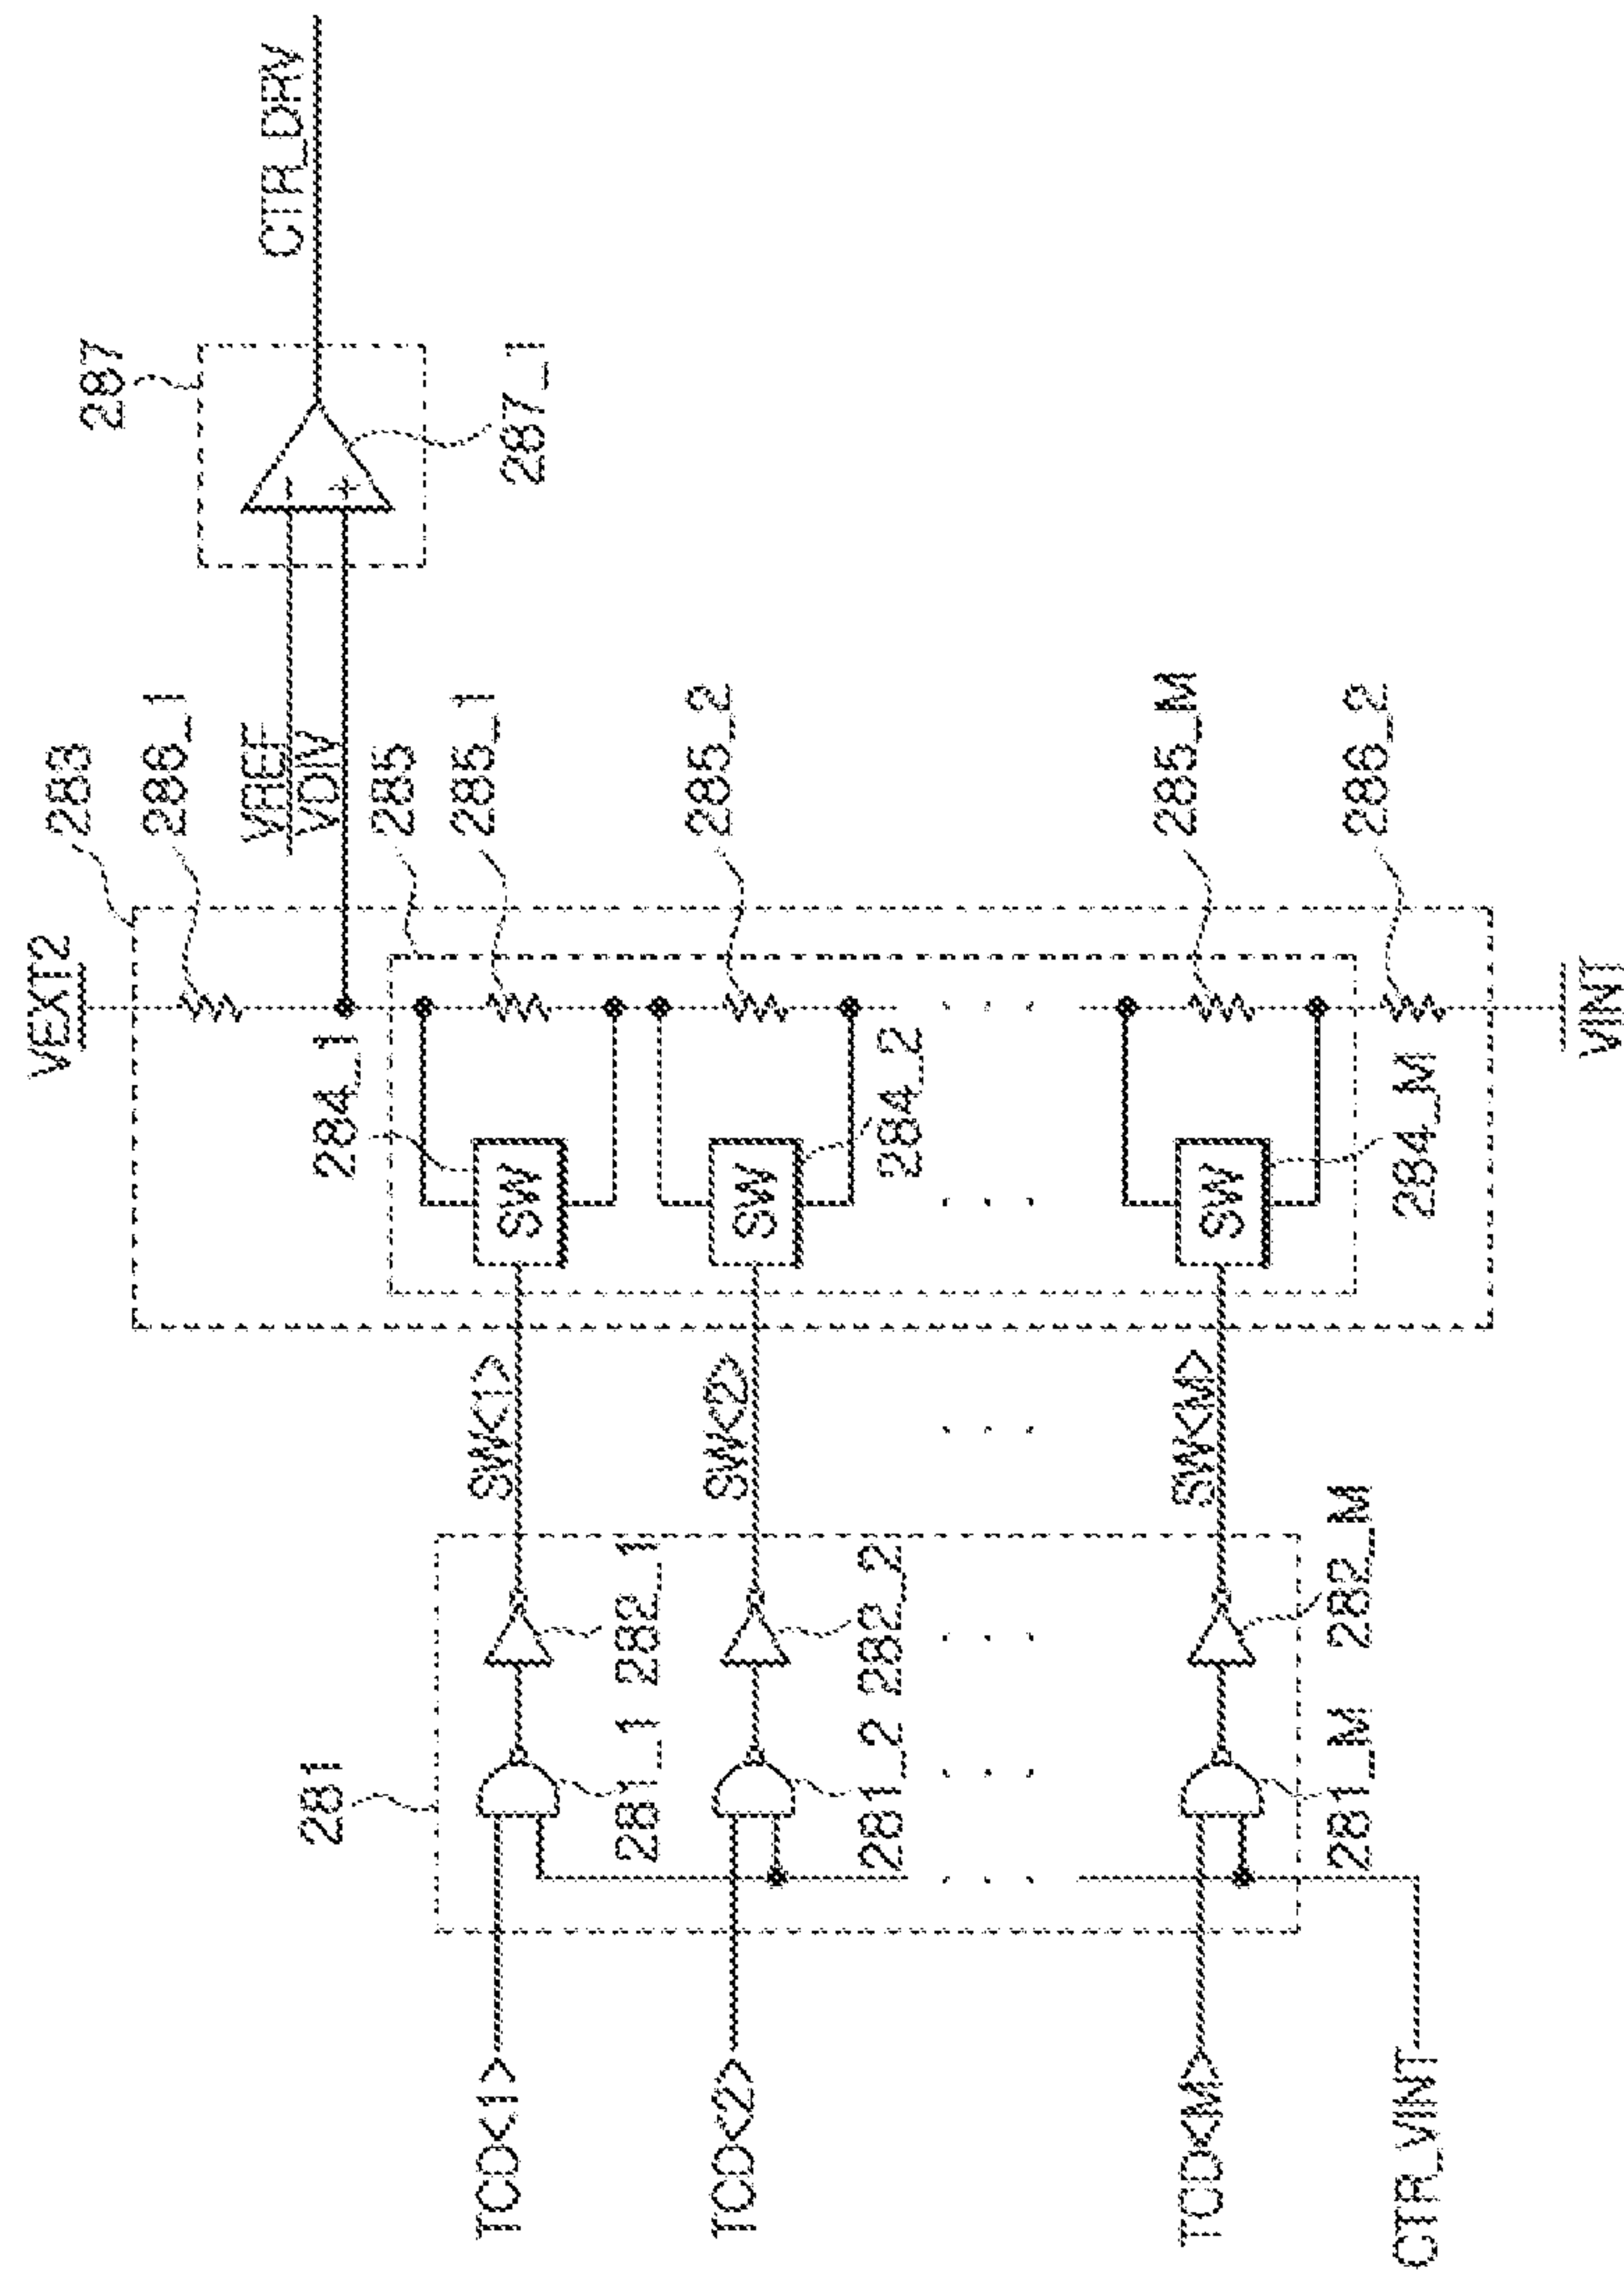 VEXT2
283
286_1
VREF
VDIV
287
CTR_DRV
287_1
284_1
285
285_1
281
TCD<1>
SW<1>
SW
281_1
282_1
285_2
TCD<2>
SW<2>
SW
284_2
281_2
282_2
285_M
TCD<M>
SW<M>
SW
284_M
281_M
282_M
286_2
CTR_VINT
VINT